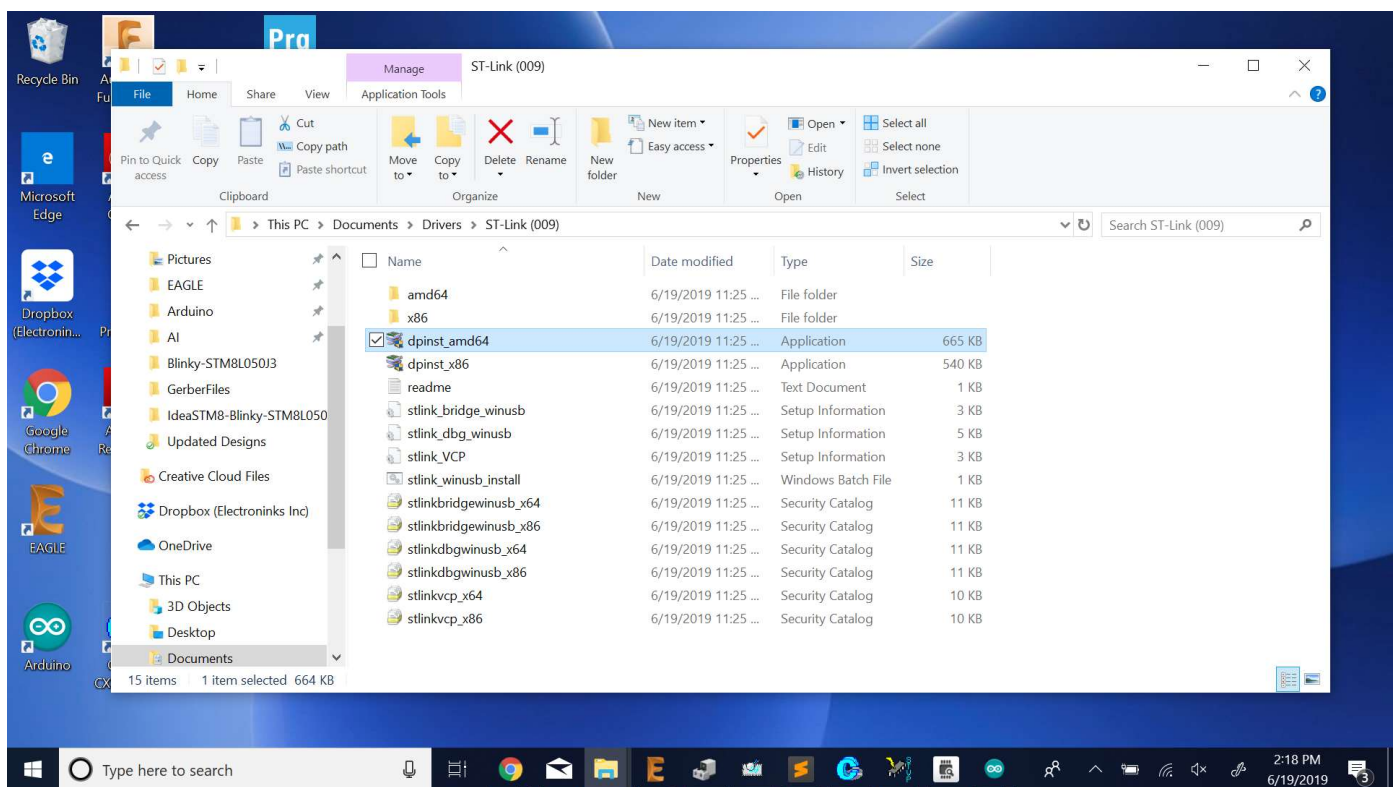 Prg
Recycle Bin
Manage
ST-Link (009)
File
Home
Share
View
Application Tools
Pin to Quick access
Copy
Paste
Cut
Copy path
Paste shortcut
Clipboard
Move to
Copy to
Delete
Rename
Organize
New folder
New item
Easy access
New
Properties
Open
Edit
History
Open
Select all
Select none
Invert selection
Select
This PC > Documents > Drivers > ST-Link (009)
Search ST-Link (009)
Microsoft Edge
Dropbox (Electronin...
Google Chrome
EAGLE
Arduino
Pictures
EAGLE
Arduino
AI
Blinky-STM8L050J3
GerberFiles
IdeaSTM8-Blinky-STM8L050
Updated Designs
Creative Cloud Files
Dropbox (Electroninks Inc)
OneDrive
This PC
3D Objects
Desktop
Documents
Name Date modified Type Size
amd64 6/19/2019 11:25 ... File folder
x86 6/19/2019 11:25 ... File folder
dpinst_amd64 6/19/2019 11:25 ... Application 665 KB
dpinst_x86 6/19/2019 11:25 ... Application 540 KB
readme 6/19/2019 11:25 ... Text Document 1 KB
stlink_bridge_winusb 6/19/2019 11:25 ... Setup Information 3 KB
stlink_dbg_winusb 6/19/2019 11:25 ... Setup Information 5 KB
stlink_VCP 6/19/2019 11:25 ... Setup Information 3 KB
stlink_winusb_install 6/19/2019 11:25 ... Windows Batch File 1 KB
stlinkbridgewinusb_x64 6/19/2019 11:25 ... Security Catalog 11 KB
stlinkbridgewinusb_x86 6/19/2019 11:25 ... Security Catalog 11 KB
stlinkdbgwinusb_x64 6/19/2019 11:25 ... Security Catalog 11 KB
stlinkdbgwinusb_x86 6/19/2019 11:25 ... Security Catalog 11 KB
stlinkvcp_x64 6/19/2019 11:25 ... Security Catalog 10 KB
stlinkvcp_x86 6/19/2019 11:25 ... Security Catalog 10 KB
15 items 1 item selected 664 KB
Type here to search
2:18 PM
6/19/2019
3